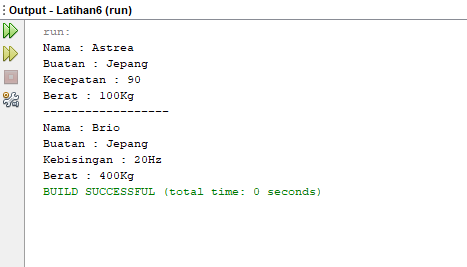 Output - Latihan6 (run)
run:
Nama : Astrea
Buatan : Jepang
Kecepatan : 90
Berat : 100Kg
------------------
Nama : Brio
Buatan : Jepang
Kebisingan : 20Hz
Berat : 400Kg
BUILD SUCCESSFUL (total time: 0 seconds)